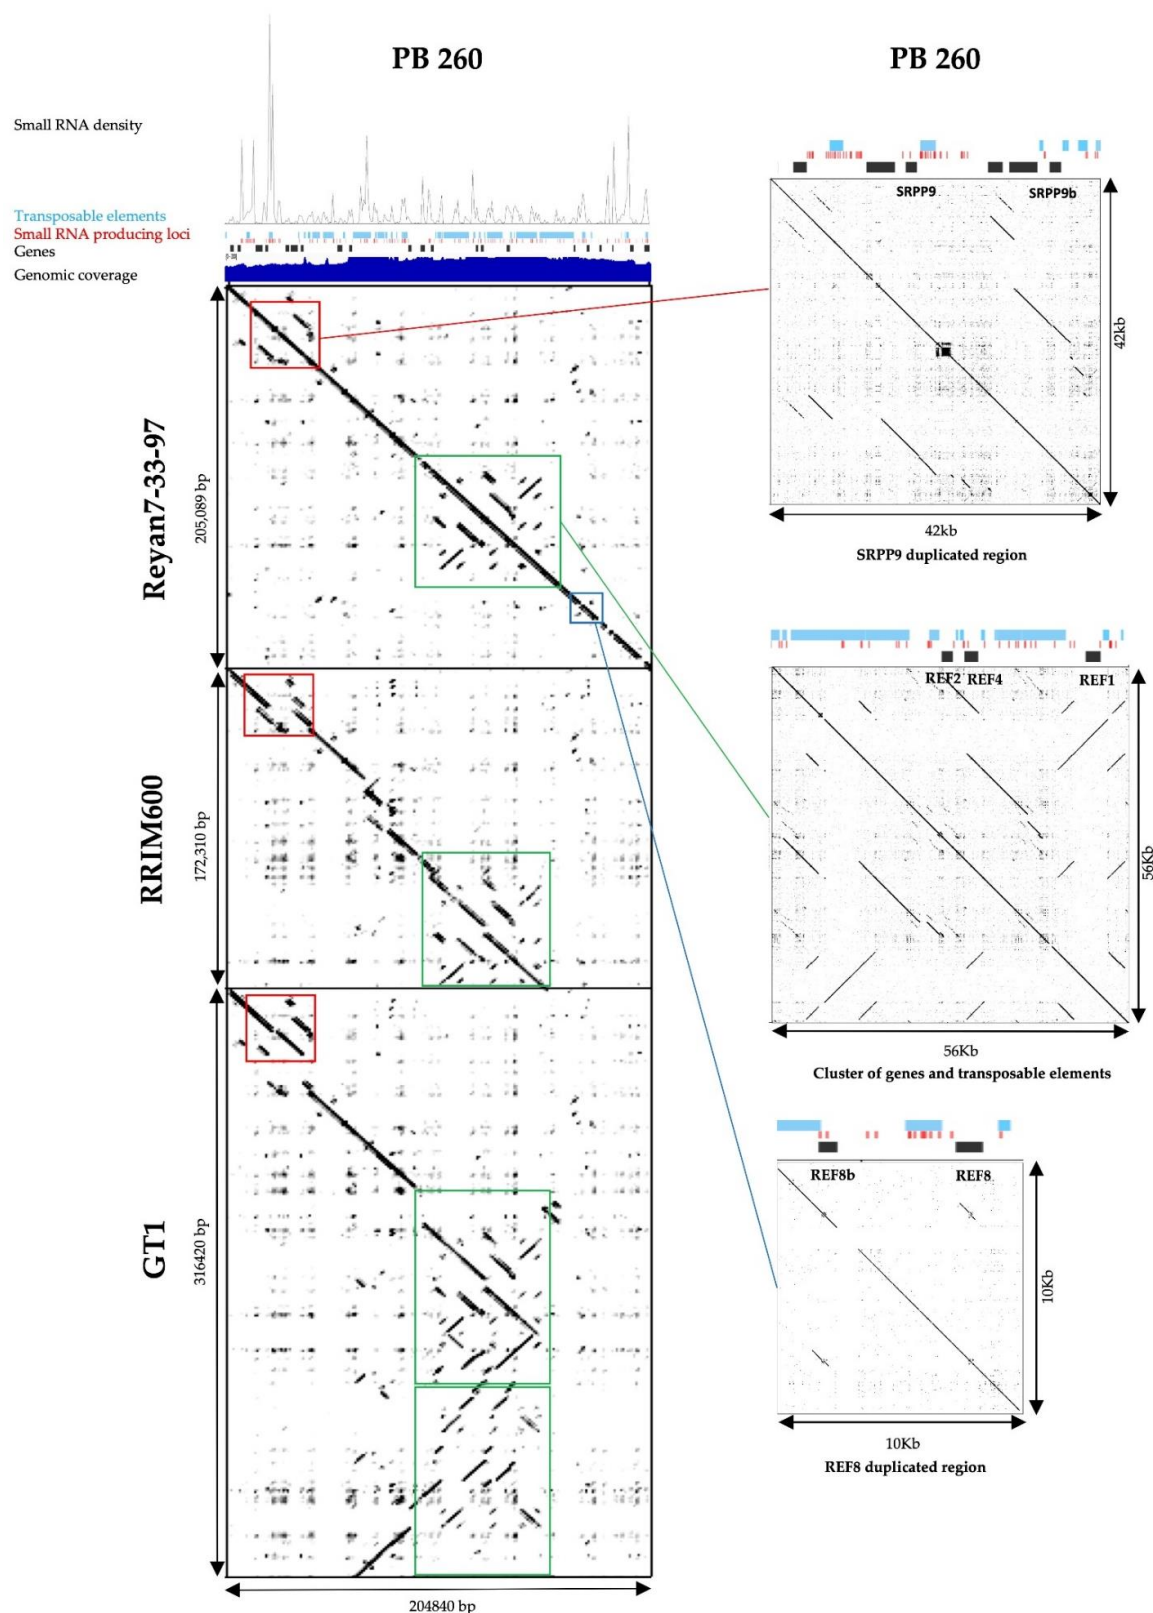 PB 260
PB 260
Small RNA density
Transposable elements
Small RNA producing loci
Genes
Genomic coverage
SRPP9
SRPP9b
Reyan7-33-97
205,089 bp
42kb
42kb
SRPP9 duplicated region
REF2 REF4
REF1
RRIM600
172,310 bp
56Kb
56Kb
Cluster of genes and transposable elements
REF8b
REF8
GT1
316420 bp
10Kb
10Kb
REF8 duplicated region
204840 bp